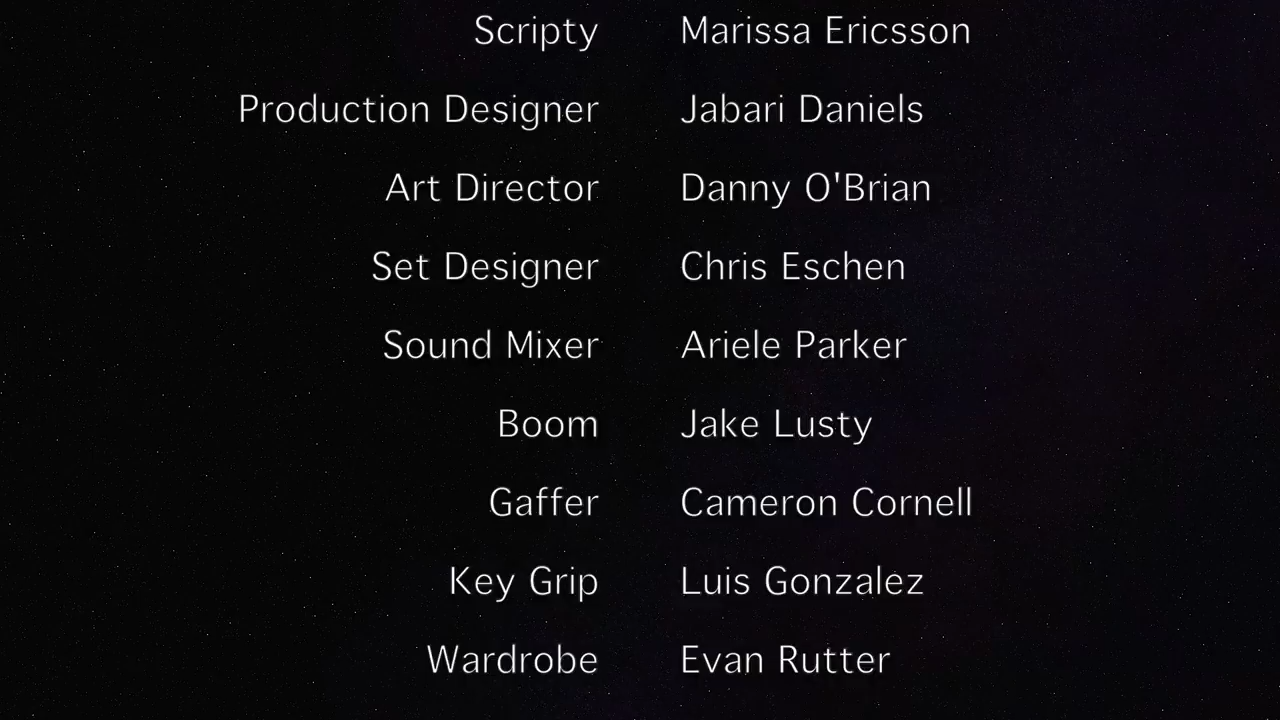 Scripty Marissa Ericsson
Production Designer Jabari Daniels
Art Director Danny O'Brian
Set Designer Chris Eschen
Sound Mixer Ariele Parker
Boom Jake Lusty
Gaffer Cameron Cornell
Key Grip Luis Gonzalez
Wardrobe Evan Rutter